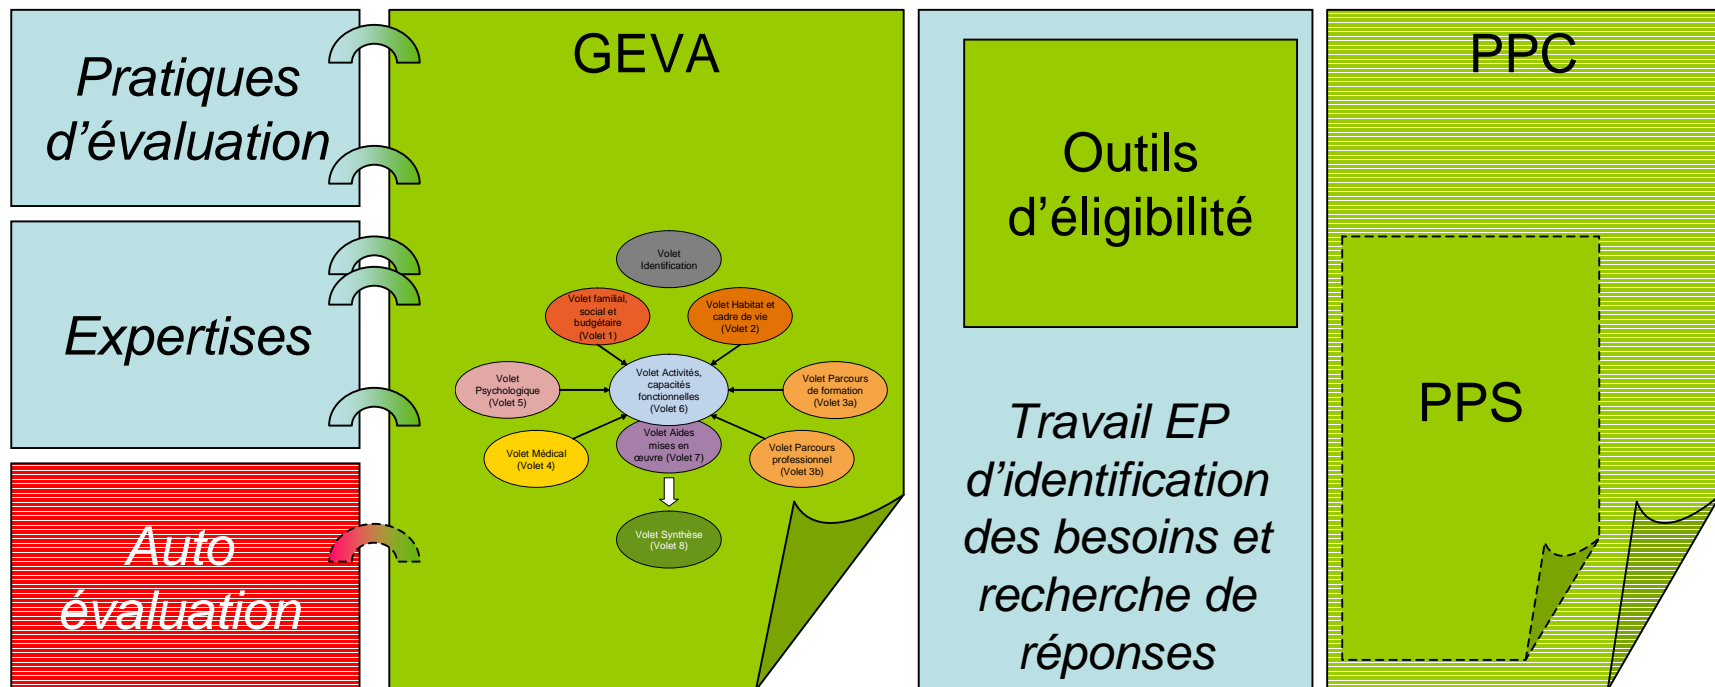 Pratiques
d’évaluation
Expertises
Auto
évaluation
GEVA
Volet
Identification
Volet familial,
social et
budgétaire
(Volet 1)
Volet Habitat et
cadre de vie
(Volet 2)
Volet
Psychologique
(Volet 5)
Volet Activités,
capacités
fonctionnelles
(Volet 6)
Volet Parcours
de formation
(Volet 3a)
Volet Médical
(Volet 4)
Volet Aides
mises en
œuvre (Volet 7)
Volet Parcours
professionnel
(Volet 3b)
Volet Synthèse
(Volet 8)
Outils
d’éligibilité
Travail EP
d’identification
des besoins et
recherche de
réponses
PPC
PPS